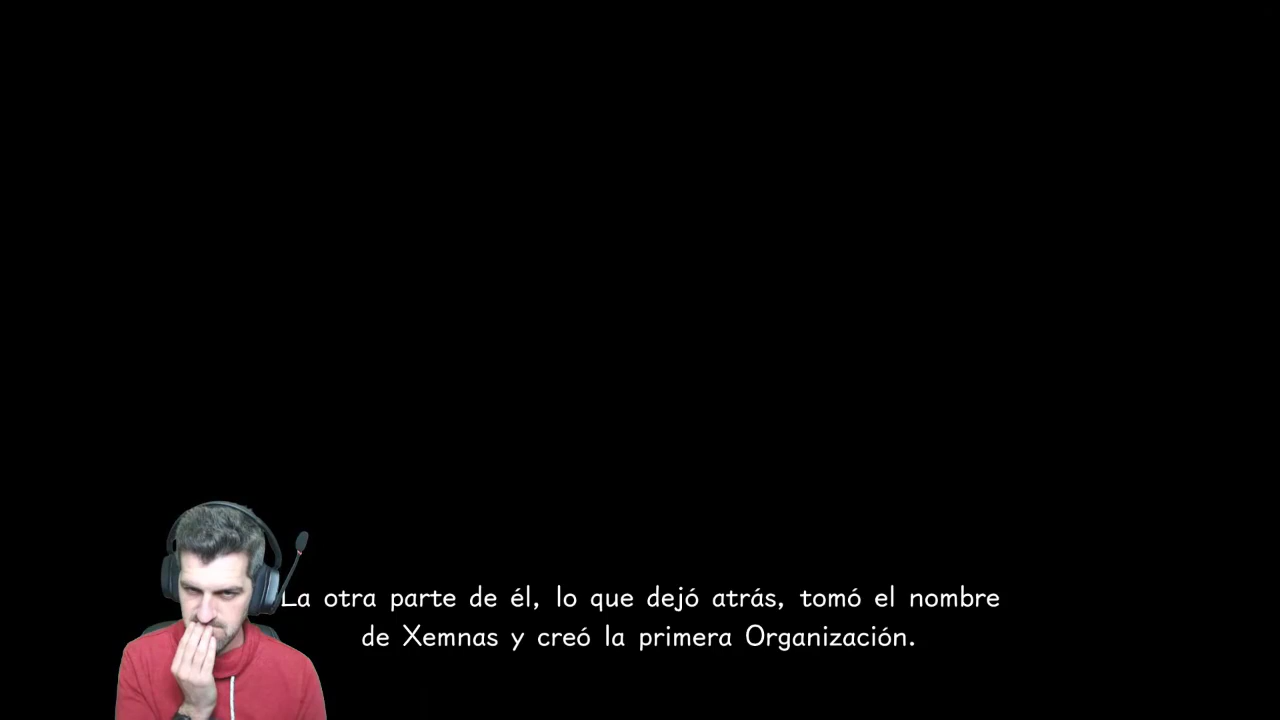 La otra parte de él, lo que dejó atrás, tomó el nombre
de Xemnas y creó la primera Organización.